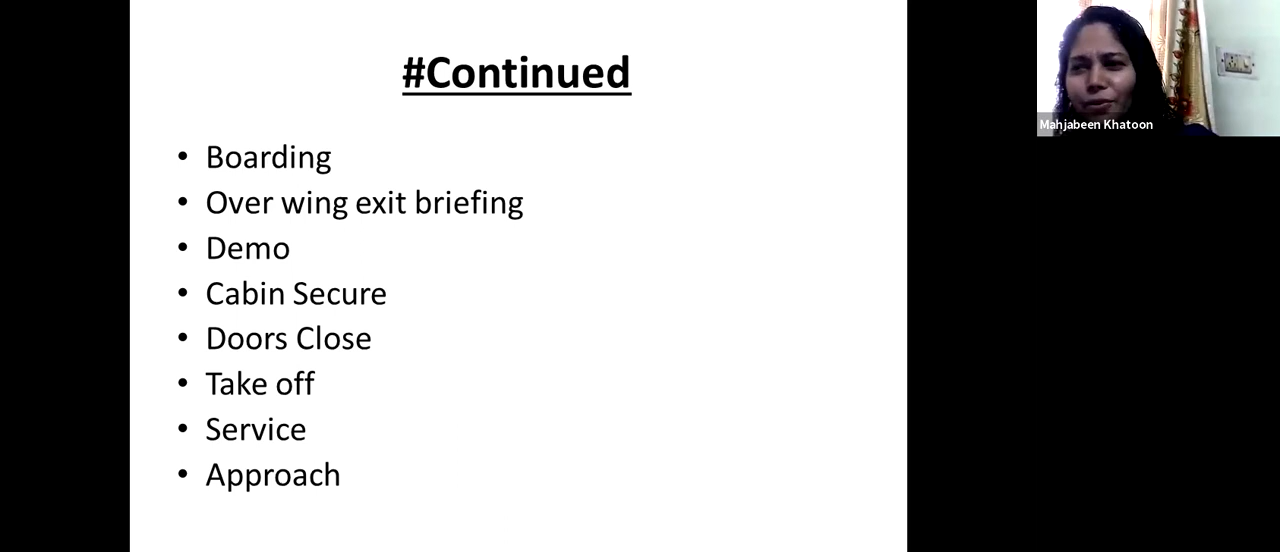 #Continued
• Boarding
• Over wing exit briefing
• Demo
• Cabin Secure
• Doors Close
• Take off
• Service
• Approach
Mahjabeen Khatoon